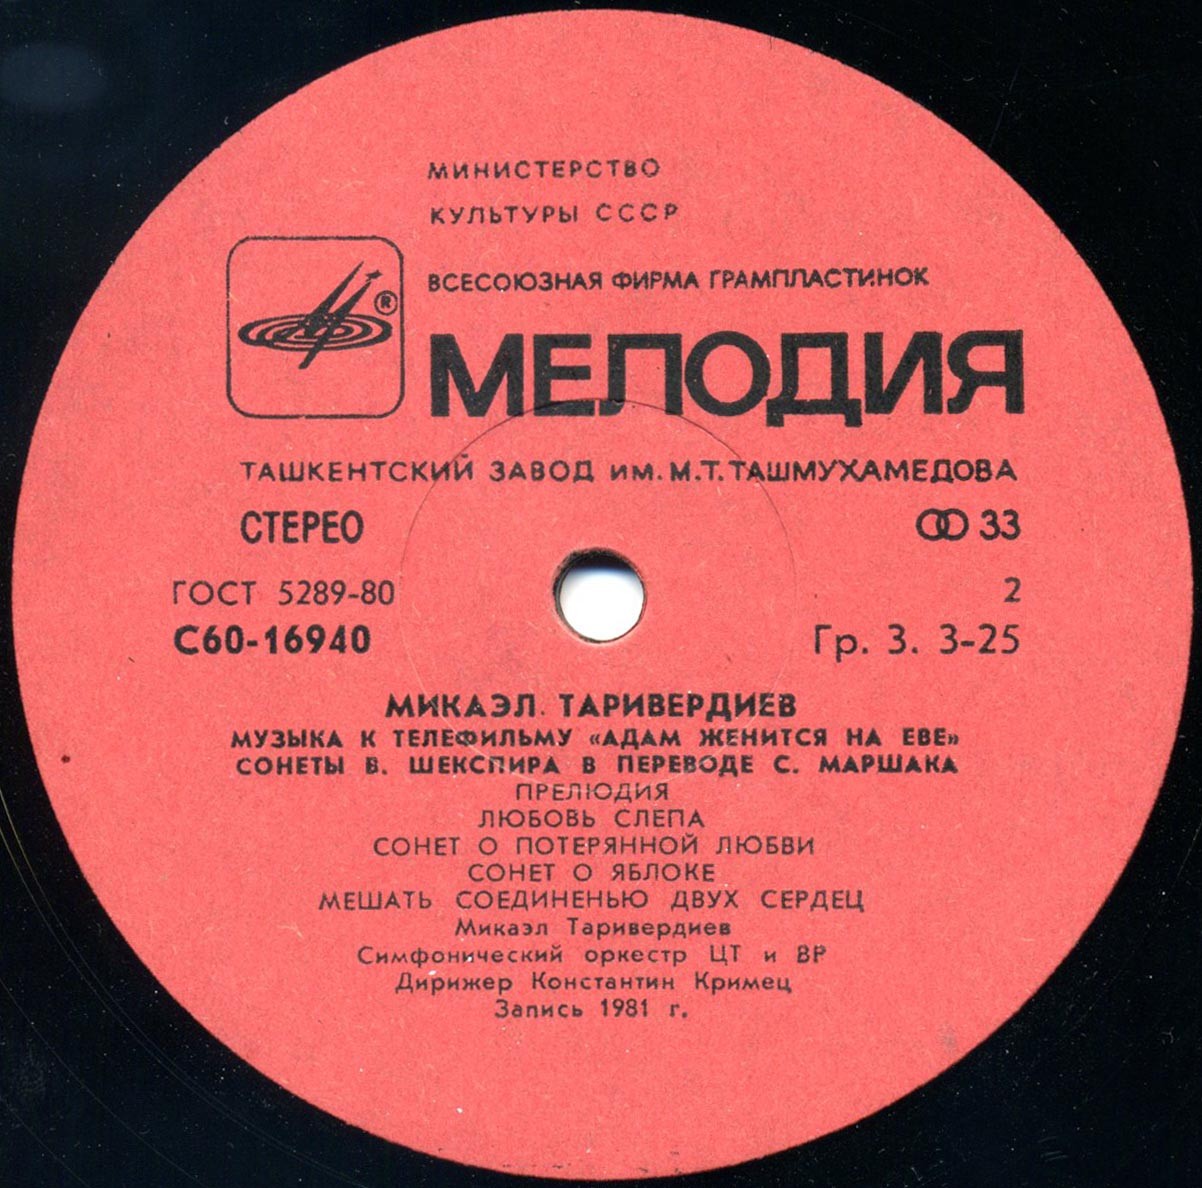 МИНИСТЕРСТВО
КУЛЬТУРЫ СССР
ВСЕСОЮЗНАЯ ФИРМА ГРАМПЛАСТИНОК
®
МЕЛОДИЯ
ТАШКЕНТСКИЙ ЗАВОД ИМ. М.Т. ТАШМУХАМЕДОВА
СТЕРЕО 33
ГОСТ 5289-80 2
С60-16940 Гр. 3. 3-25
МИКАЭЛ. ТАРИВЕРДИЕВ
МУЗЫКА К ТЕЛЕФИЛЬМУ «АДАМ ЖЕНИТСЯ НА ЕВЕ»
СОНЕТЫ В. ШЕКСПИРА В ПЕРЕВОДЕ С. МАРШАКА
ПРЕЛЮДИЯ
ЛЮБОВЬ СЛЕПА
СОНЕТ О ПОТЕРЯННОЙ ЛЮБВИ
СОНЕТ О ЯБЛОКЕ
МЕШАТЬ СОЕДИНЕНЬЮ ДВУХ СЕРДЕЦ
Микаэл Таривердиев
Симфонический оркестр ЦТ и ВР
Дирижер Константин Кримец
Запись 1981 г.